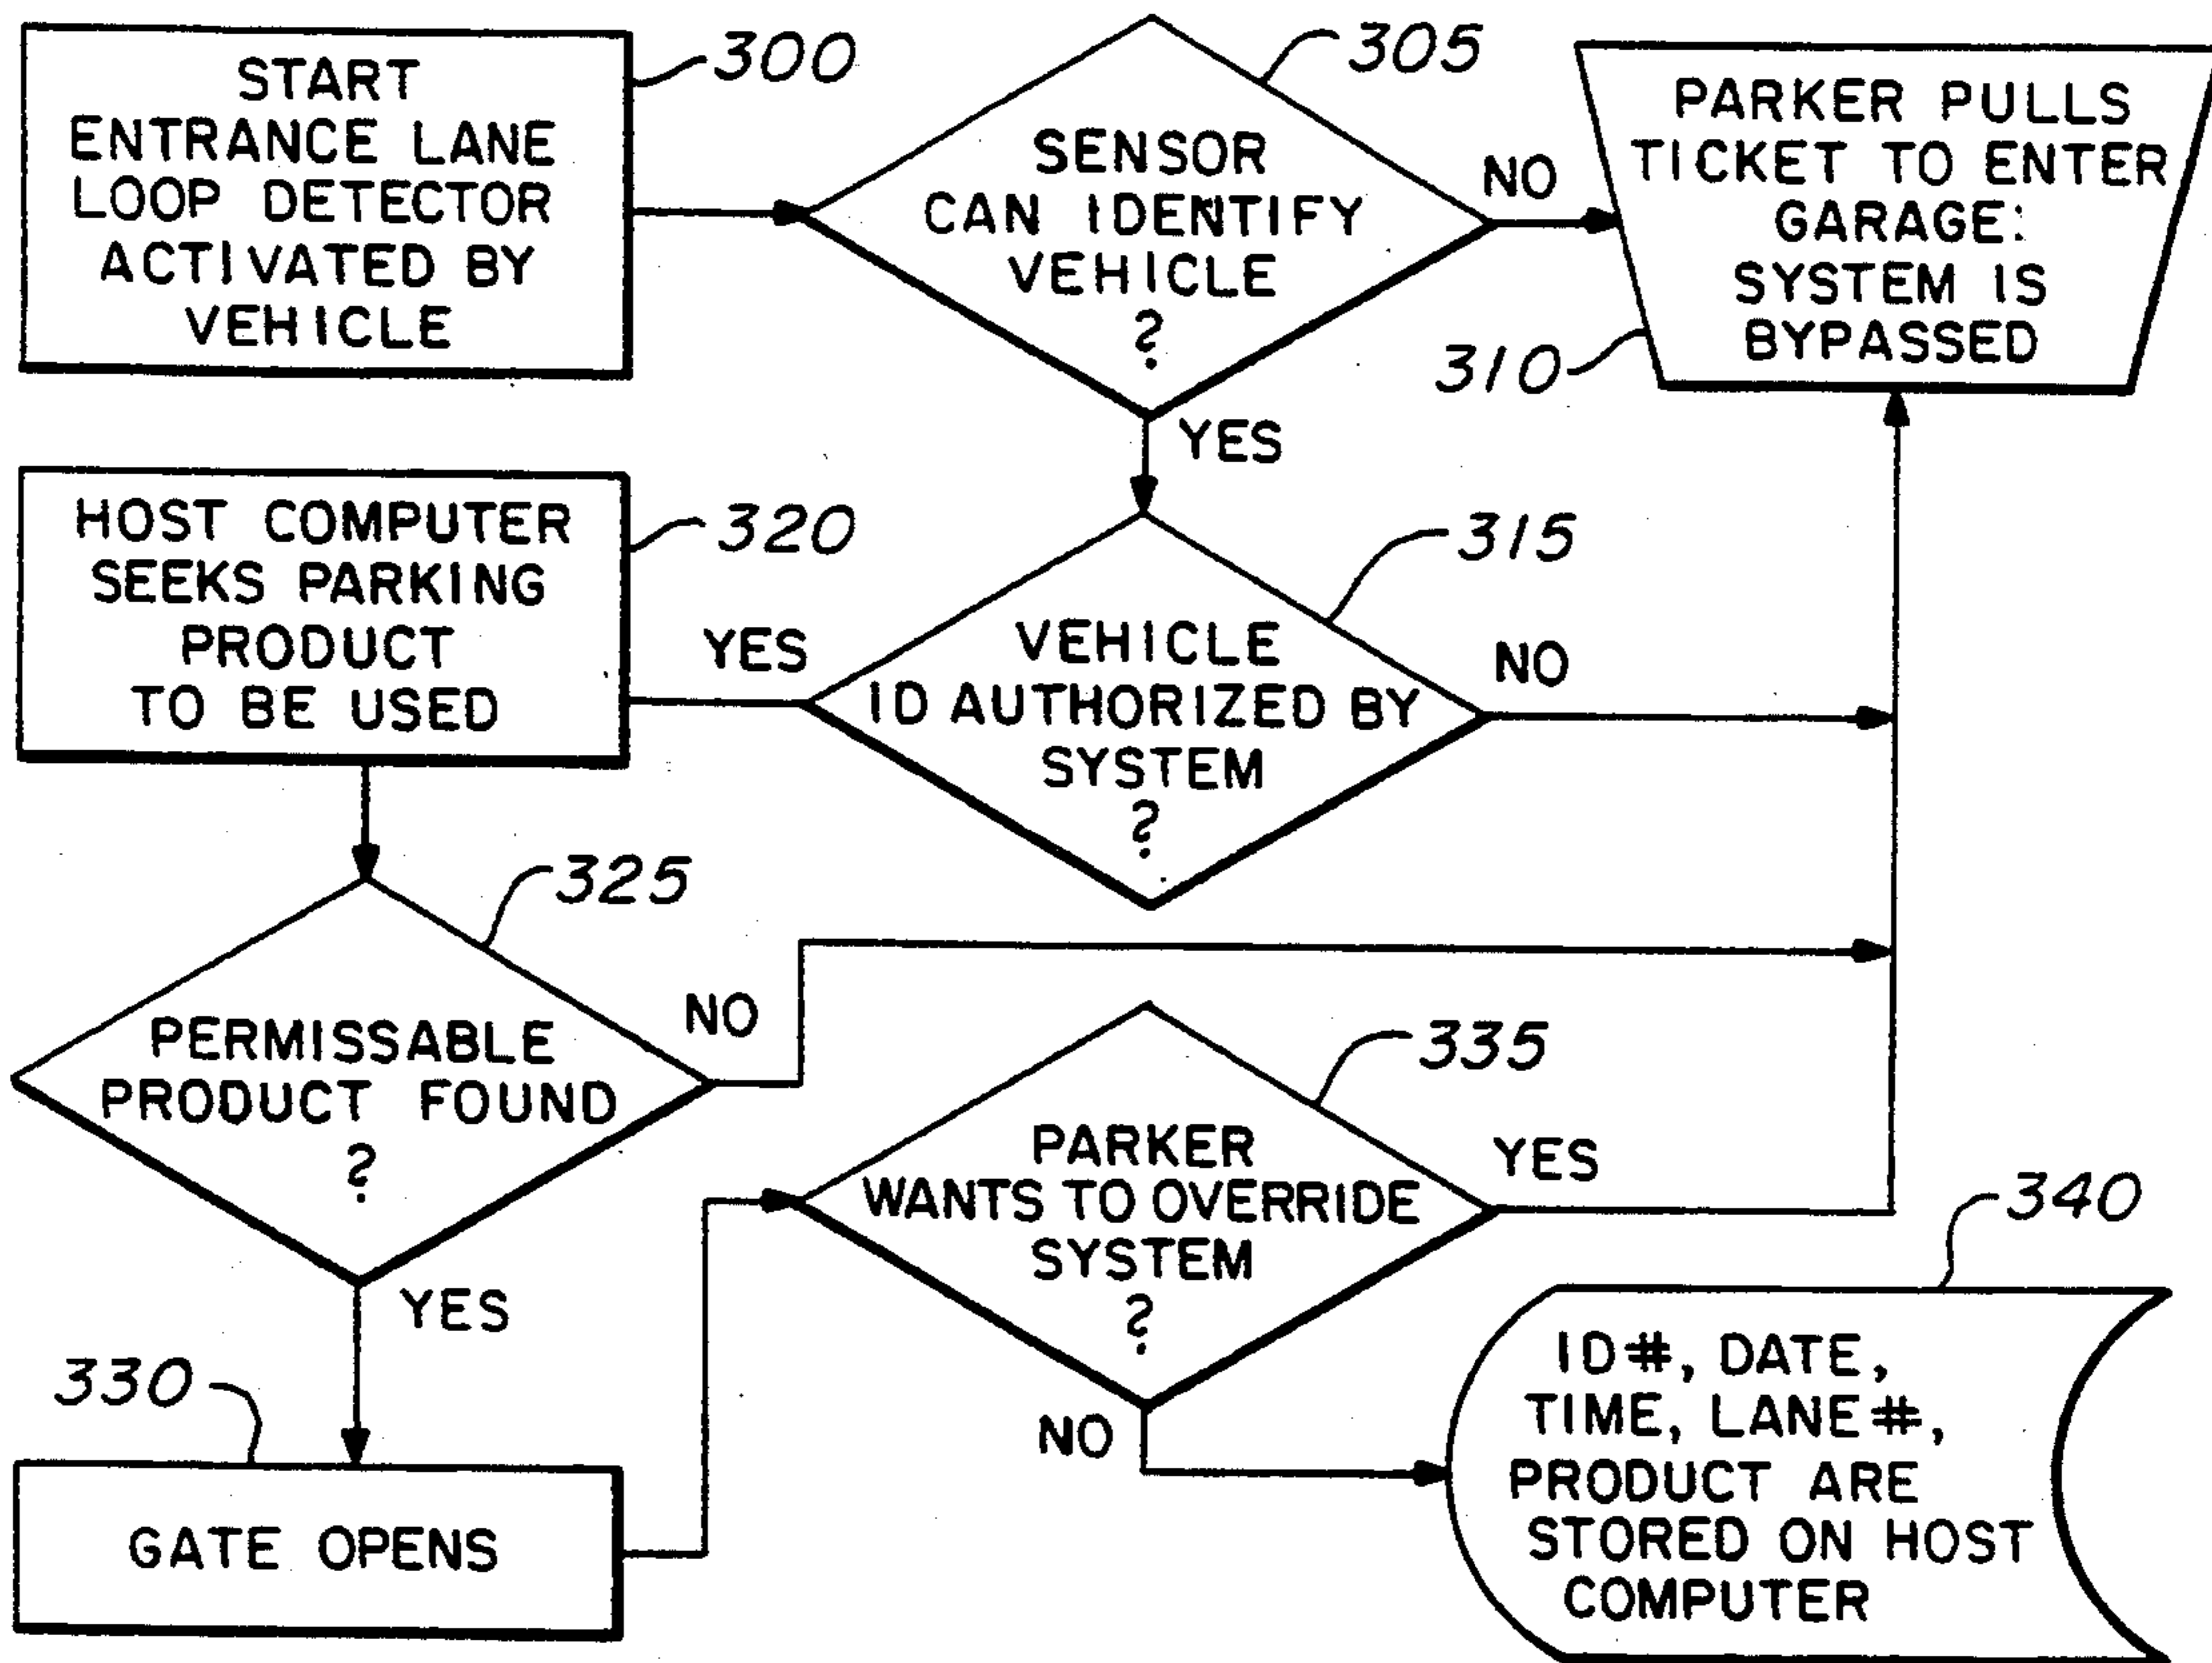 START
ENTRANCE LANE
LOOP DETECTOR
ACTIVATED BY
VEHICLE
300
SENSOR
CAN IDENTIFY
VEHICLE
?
305
NO
YES
PARKER PULLS
TICKET TO ENTER
GARAGE:
SYSTEM IS
BYPASSED
310
HOST COMPUTER
SEEKS PARKING
PRODUCT
TO BE USED
320
YES
VEHICLE
ID AUTHORIZED BY
SYSTEM
?
315
NO
PERMISSABLE
PRODUCT FOUND
?
325
NO
YES
PARKER
WANTS TO OVERRIDE
SYSTEM
?
335
YES
NO
330
GATE OPENS
340
ID#, DATE,
TIME, LANE#,
PRODUCT ARE
STORED ON HOST
COMPUTER